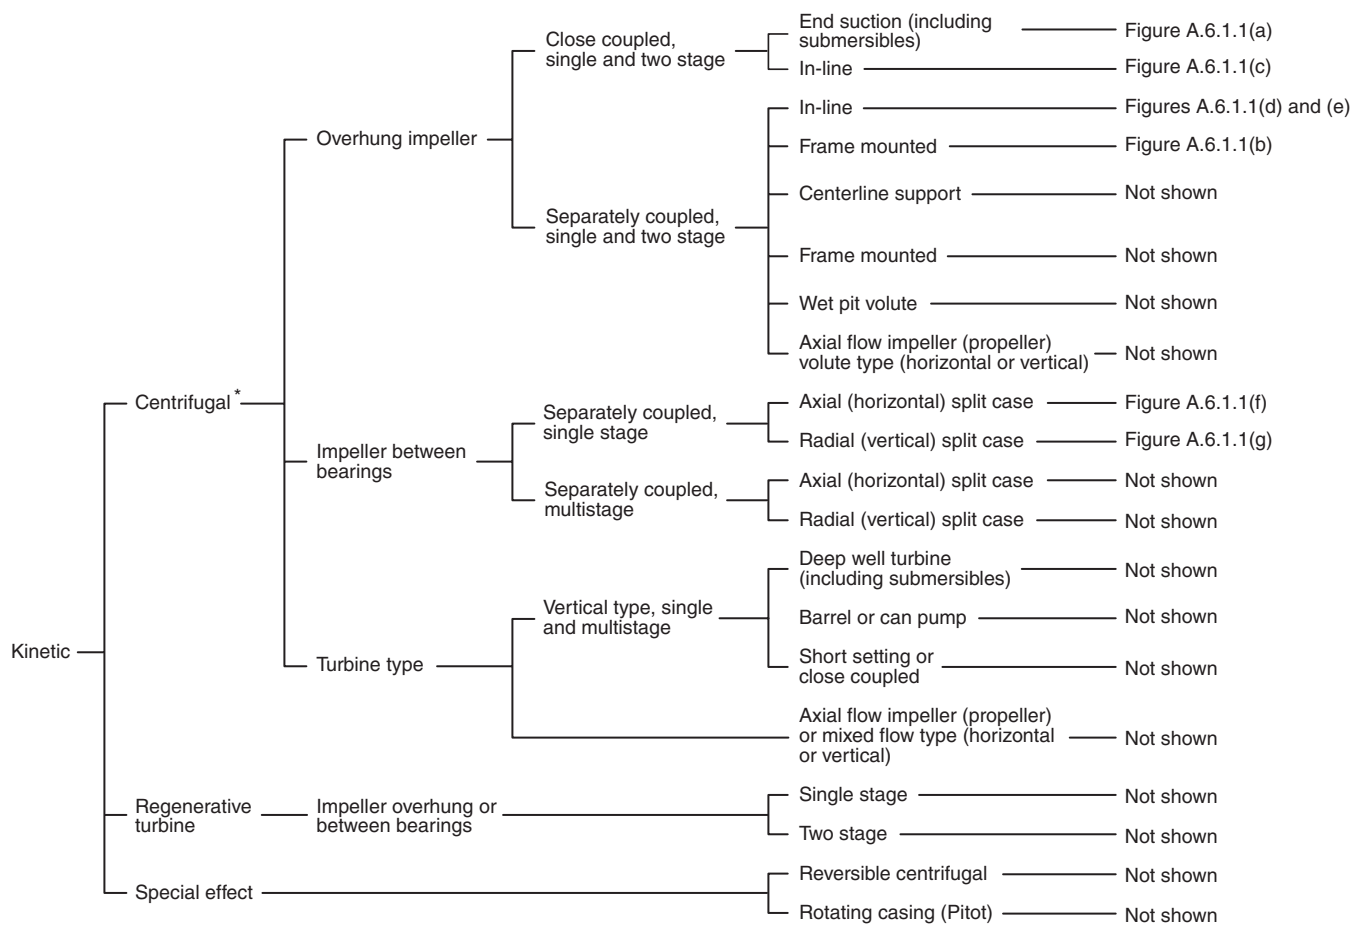 End suction (including
submersibles)
Figure A.6.1.1(a)
Close coupled,
single and two stage
In-line
Figure A.6.1.1(c)
In-line
Figures A.6.1.1(d) and (e)
Overhung impeller
Frame mounted
Figure A.6.1.1(b)
Centerline support
Not shown
Separately coupled,
single and two stage
Frame mounted
Not shown
Wet pit volute
Not shown
Axial flow impeller (propeller)
volute type (horizontal or vertical)
Not shown
Centrifugal*
Separately coupled,
single stage
Axial (horizontal) split case
Figure A.6.1.1(f)
Radial (vertical) split case
Figure A.6.1.1(g)
Impeller between
bearings
Separately coupled,
multistage
Axial (horizontal) split case
Not shown
Radial (vertical) split case
Not shown
Deep well turbine
(including submersibles)
Not shown
Vertical type, single
and multistage
Barrel or can pump
Not shown
Kinetic
Turbine type
Short setting or
close coupled
Not shown
Axial flow impeller (propeller)
or mixed flow type (horizontal
or vertical)
Not shown
Regenerative
turbine
Impeller overhung or
between bearings
Single stage
Not shown
Two stage
Not shown
Special effect
Reversible centrifugal
Not shown
Rotating casing (Pitot)
Not shown